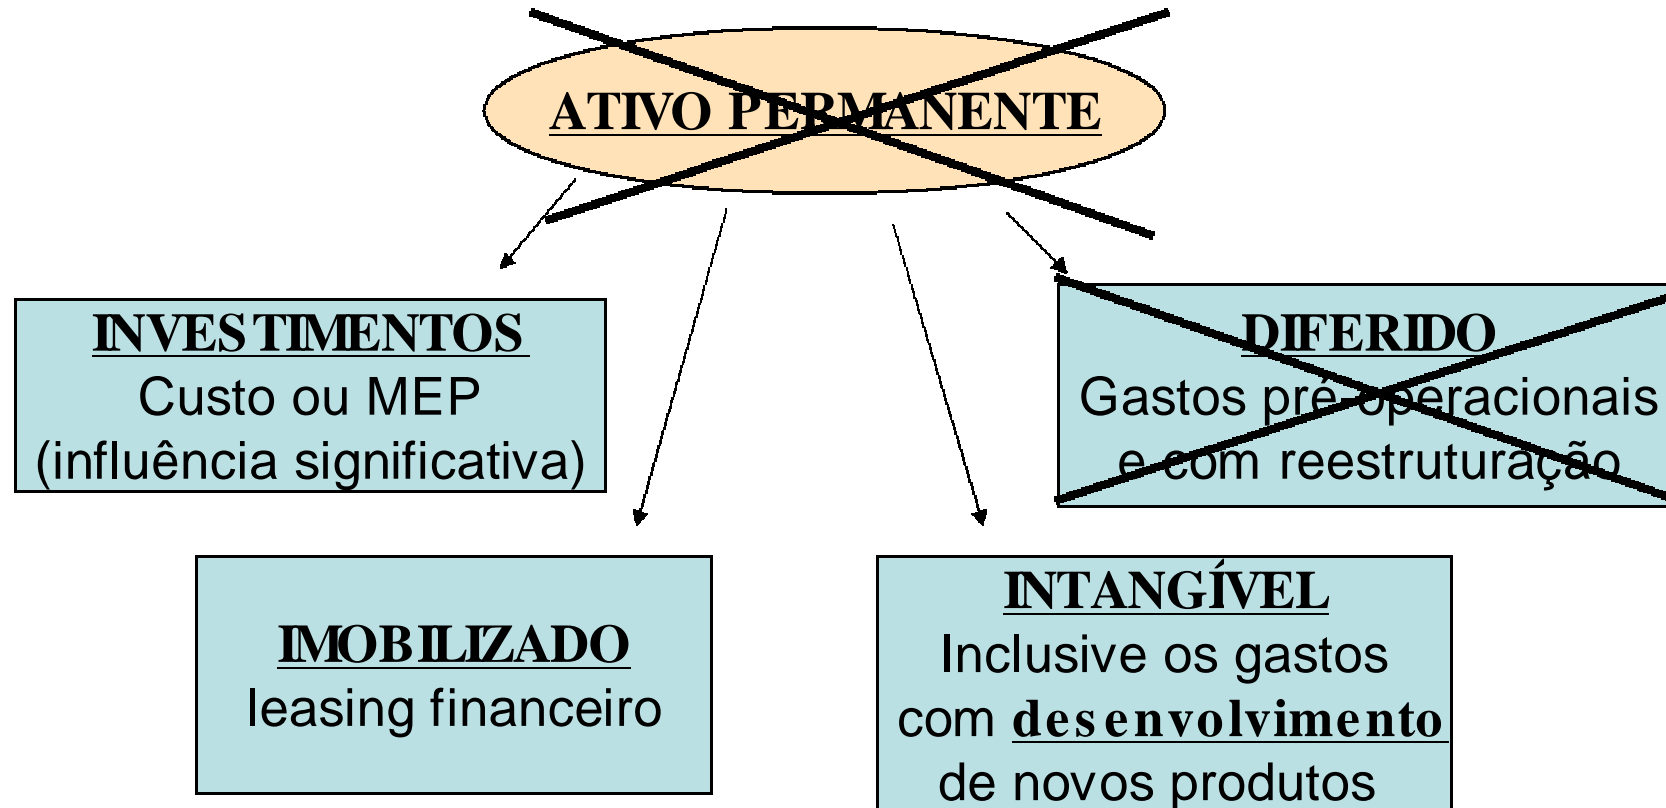 ATIVO PERMANENTE
INVESTIMENTOS
Custo ou MEP
(influência significativa)
DIFERIDO
Gastos pré-operacionais
e com reestruturação
IMOBILIZADO
leasing financeiro
INTANGÍVEL
Inclusive os gastos
com desenvolvimento
de novos produtos